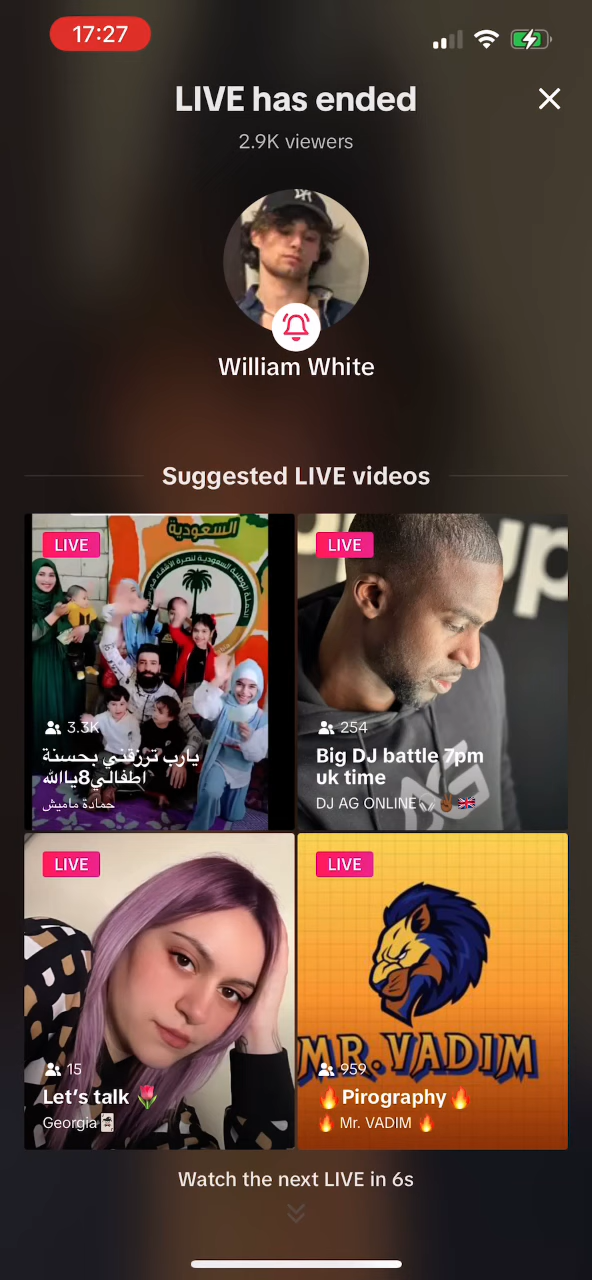 17:27
LIVE has ended
2.9K viewers
William White
Suggested LIVE videos
LIVE
السعودية
3.3K
يارب ترزقني بحسنة
اطفالي8ياالله
حمادة ماميش
LIVE
up
254
Big DJ battle 7pm
uk time
AG
DJ AG ONLINE
LIVE
15
Let's talk 🌷
Georgia
LIVE
MR.VADIM
959
🔥Pirography🔥
🔥 Mr. VADIM 🔥
Watch the next LIVE in 6s